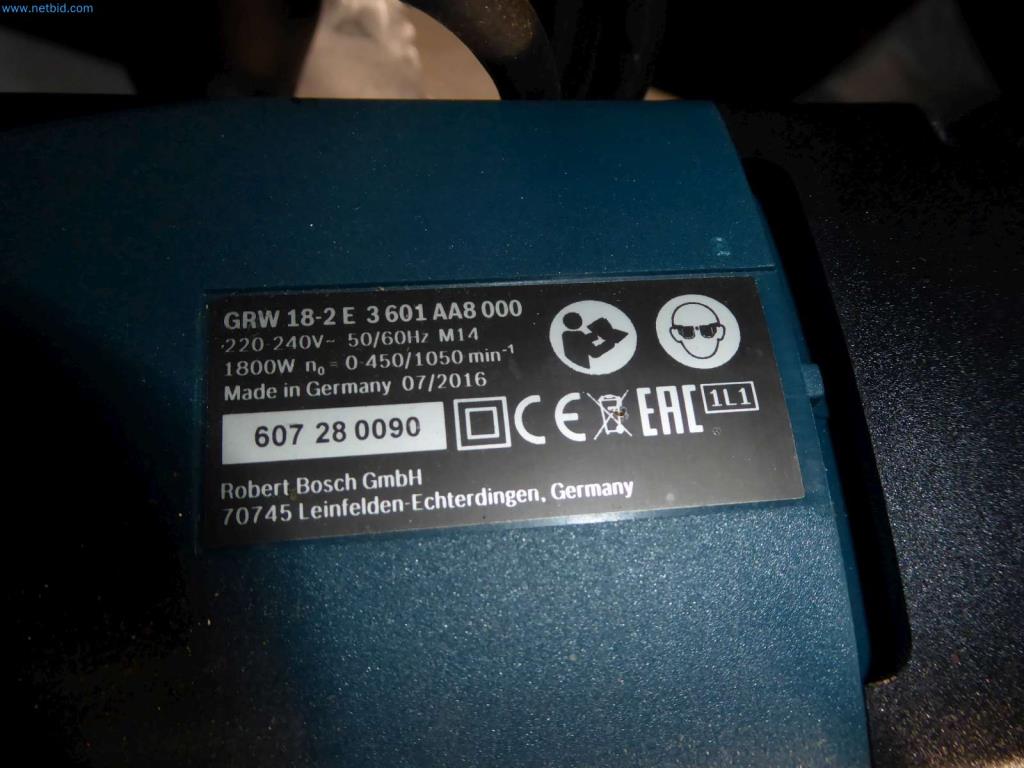 www.netbid.com
GRW 18-2 E 3 601 AA8 000
220-240V~ 50/60Hz M14
1800W n₀ = 0-450/1050 min⁻¹
Made in Germany 07/2016
607 28 0090
CE EAC 1L1
Robert Bosch GmbH
70745 Leinfelden-Echterdingen, Germany